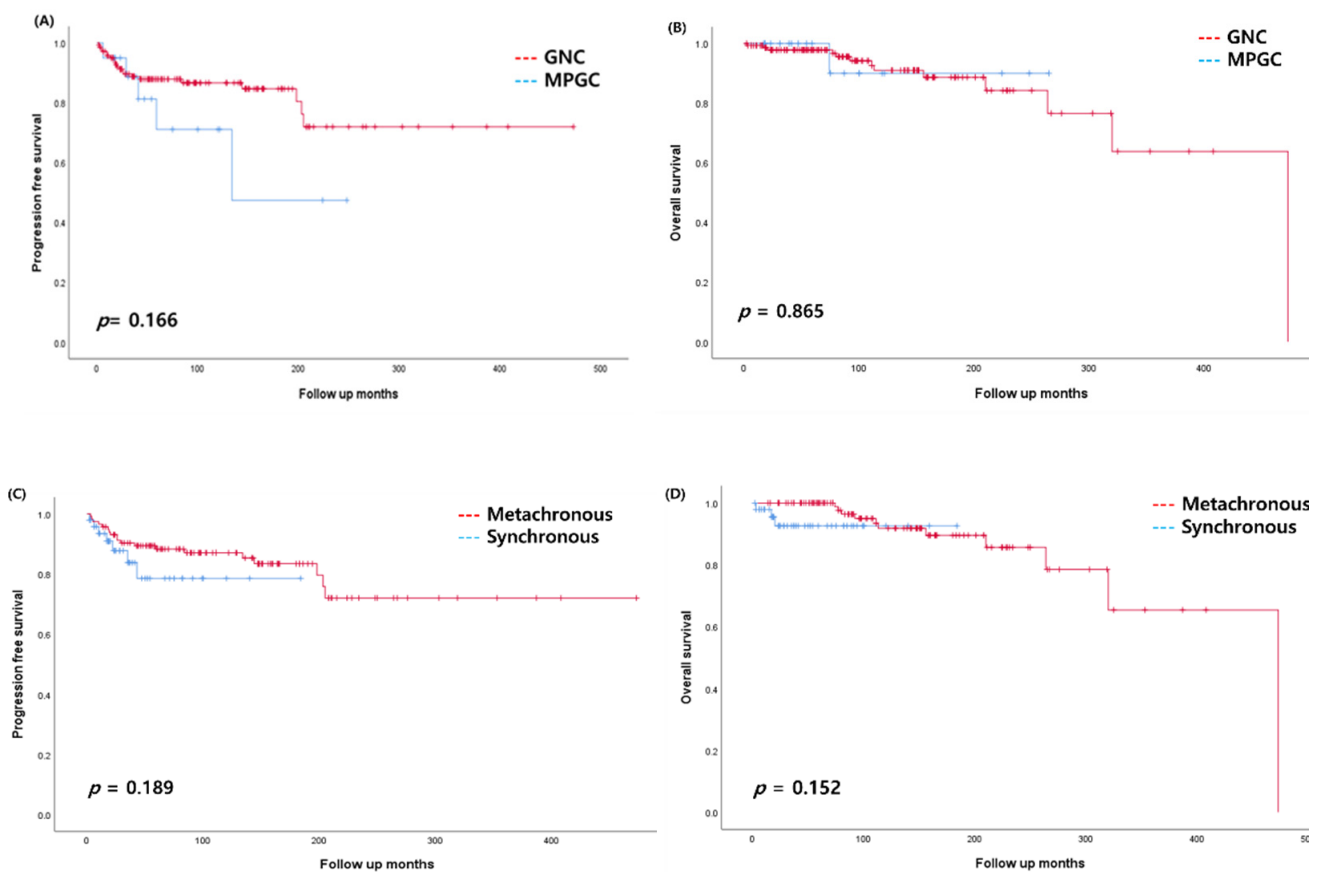 (A)
GNC
MPGC
Progression free survival
1.0
0.8
0.6
0.4
0.2
0.0
p= 0.166
0 100 200 300 400 500
Follow up months
(B)
GNC
MPGC
Overall survival
1.0
0.8
0.6
0.4
0.2
0.0
p = 0.865
0 100 200 300 400
Follow up months
(C)
Metachronous
Synchronous
Progression free survival
1.0
0.8
0.6
0.4
0.2
0.0
p = 0.189
0 100 200 300 400
Follow up months
(D)
Metachronous
Synchronous
Overall survival
1.0
0.8
0.6
0.4
0.2
0.0
p = 0.152
0 100 200 300 400
Follow up months